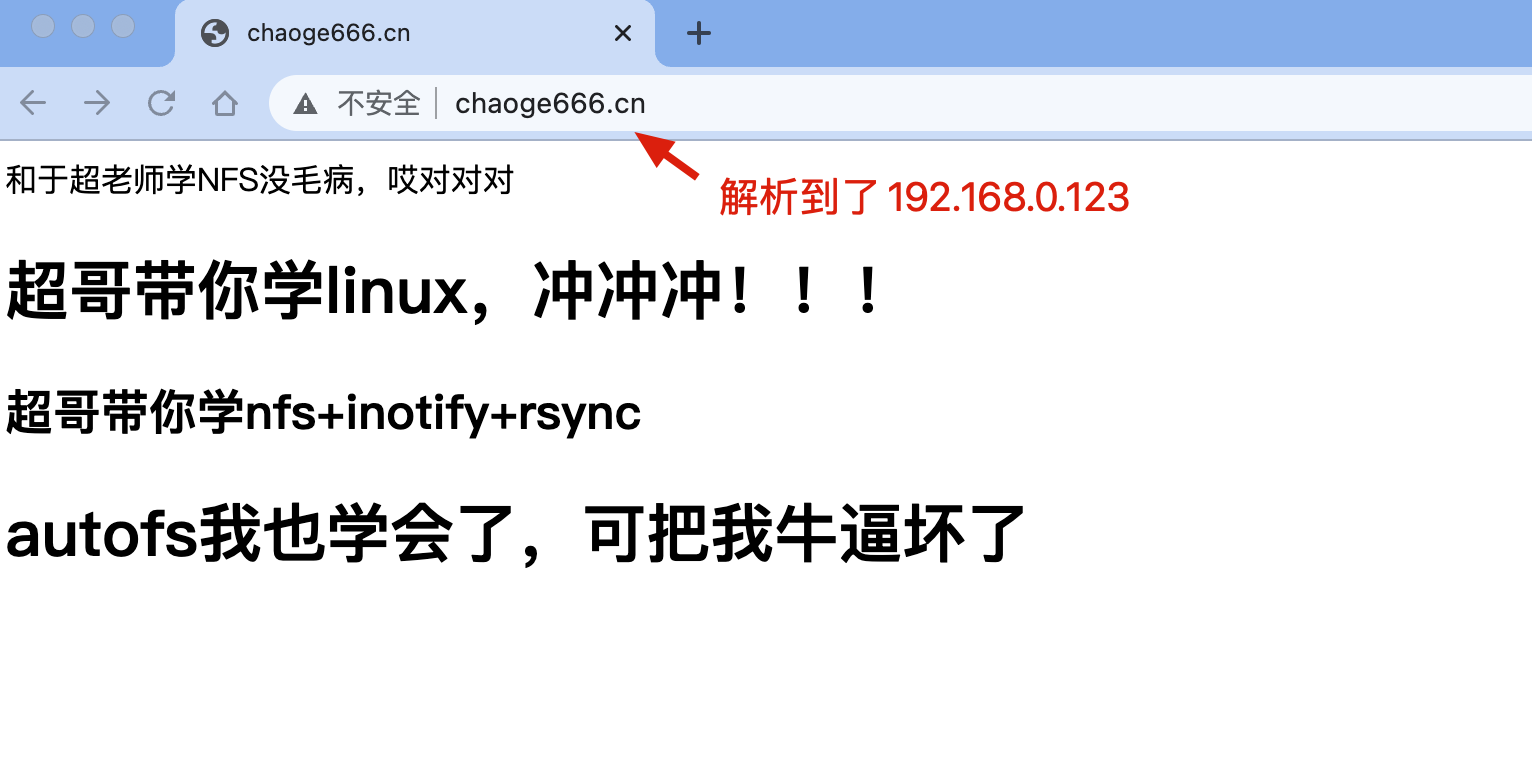 chaoge666.cn
不安全 chaoge666.cn
和于超老师学NFS没毛病，哎对对对
解析到了 192.168.0.123
超哥带你学linux，冲冲冲！！！
超哥带你学nfs+inotify+rsync
autofs我也学会了，可把我牛逼坏了